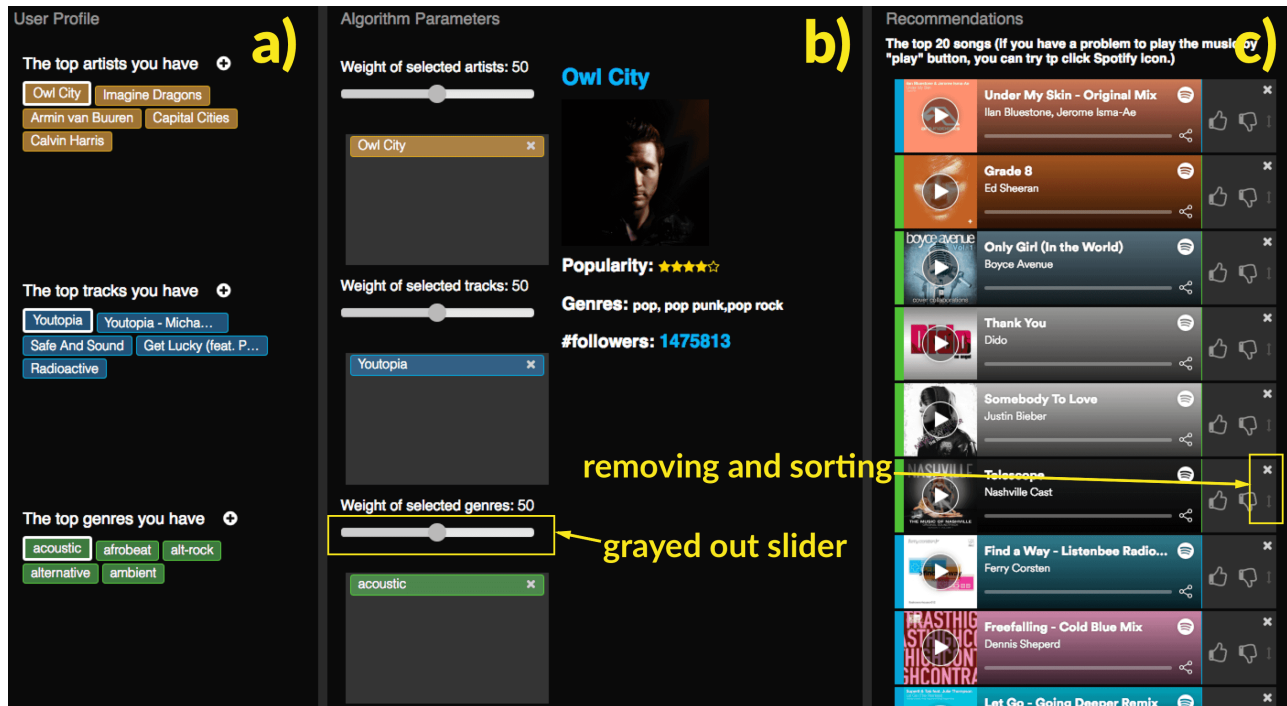 User Profile
a)
The top artists you have
Owl City
Imagine Dragons
Armin van Buuren
Capital Cities
Calvin Harris
The top tracks you have
Youtopia
Youtopia - Micha...
Safe And Sound
Get Lucky (feat. P...
Radioactive
The top genres you have
acoustic
afrobeat
alt-rock
alternative
ambient
Algorithm Parameters
b)
Weight of selected artists: 50
Owl City
Weight of selected tracks: 50
Youtopia
Weight of selected genres: 50
acoustic
Owl City
Popularity:
Genres: pop, pop punk,pop rock
#followers: 1475813
removing and sorting
grayed out slider
Recommendations
c)
The top 20 songs (if you have a problem to play the music by
"play" button, you can try tp click Spotify icon.)
Under My Skin - Original Mix
Ilan Bluestone, Jerome Isma-Ae
Grade 8
Ed Sheeran
boyce avenue
cover collaborations
Only Girl (In the World)
Boyce Avenue
Thank You
Dido
Somebody To Love
Justin Bieber
NASHVILLE
THE MUSIC OF NASHVILLE
Telescope
Nashville Cast
Find a Way - Listenbee Radio...
Ferry Corsten
Freefalling - Cold Blue Mix
Dennis Sheperd
Let Go - Going Deeper Remix